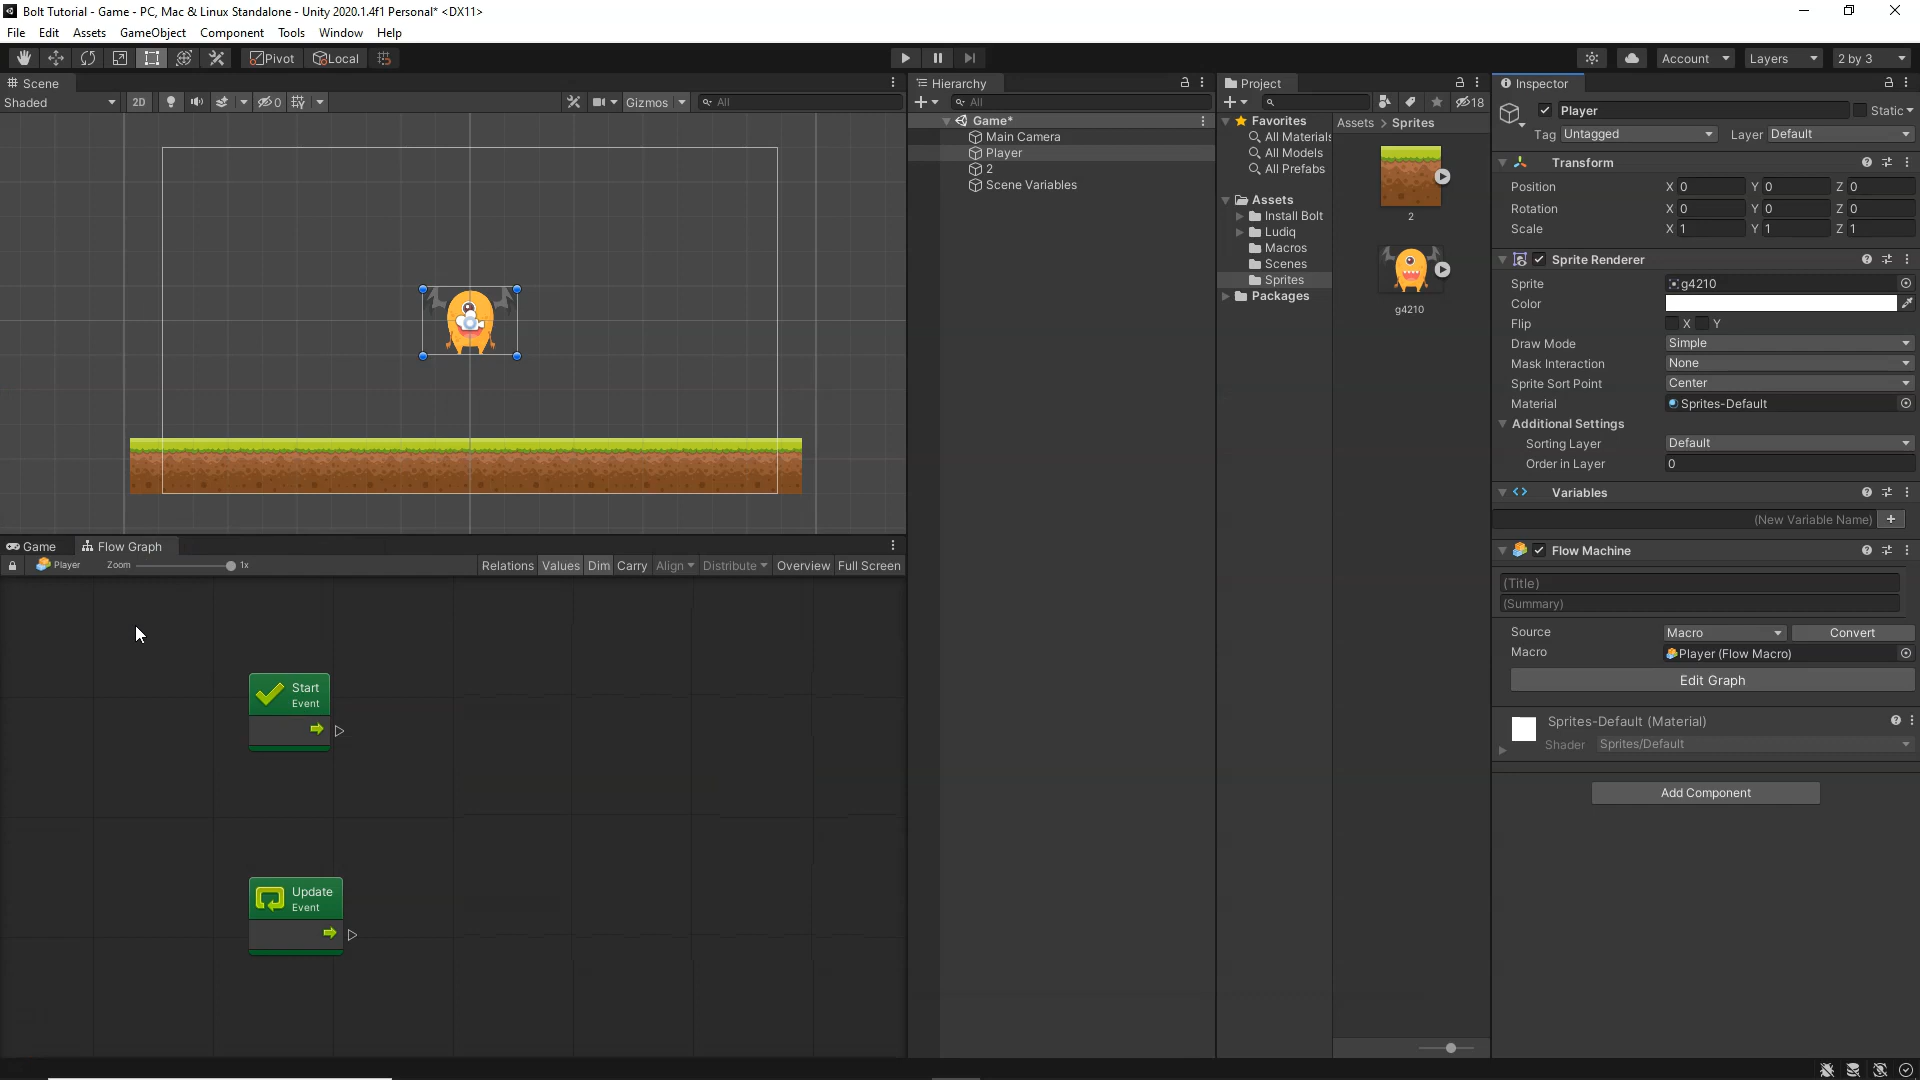 Bolt Tutorial - Game - PC, Mac & Linux Standalone - Unity 2020.1.4f1 Personal* <DX11>
File Edit Assets GameObject Component Tools Window Help
Pivot Local Account Layers 2 by 3
Scene
Shaded 2D 0 Gizmos All
Hierarchy
All
Game*
Main Camera
Player
2
Scene Variables
Project
18
Favorites
All Materials
All Models
All Prefabs
Assets
Install Bolt
Ludiq
Macros
Scenes
Sprites
Packages
Assets > Sprites
2
g4210
Inspector
Player Static
Tag Untagged Layer Default
Transform
Position X 0 Y 0 Z 0
Rotation X 0 Y 0 Z 0
Scale X 1 Y 1 Z 1
Sprite Renderer
Sprite g4210
Color
Flip X Y
Draw Mode Simple
Mask Interaction None
Sprite Sort Point Center
Material Sprites-Default
Additional Settings
Sorting Layer Default
Order in Layer 0
Variables
(New Variable Name)
Flow Machine
(Title)
(Summary)
Source Macro Convert
Macro Player (Flow Macro)
Edit Graph
Sprites-Default (Material)
Shader Sprites/Default
Add Component
Game Flow Graph
Player Zoom 1x Relations Values Dim Carry Align Distribute Overview Full Screen
Start
Event
Update
Event